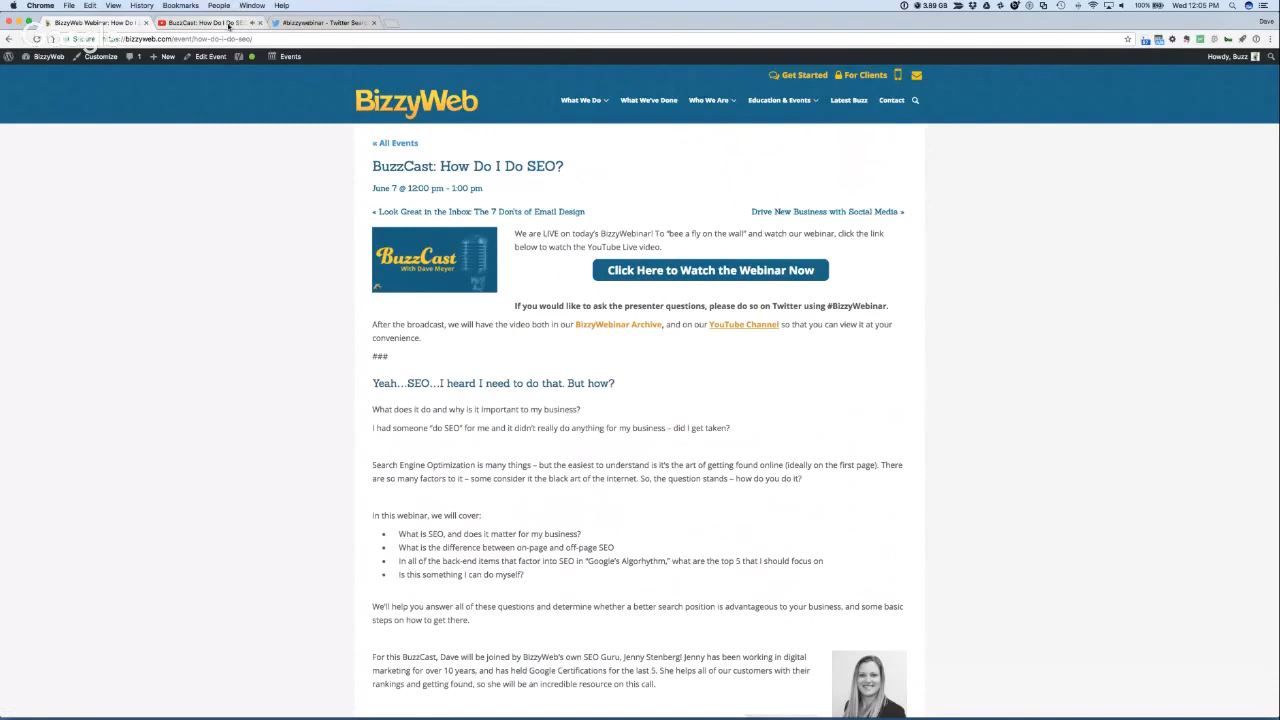 Chrome File Edit View History Bookmarks People Window Help 3.89 GB 100% Wed 12:05 PM
BizzyWeb Webinar: How Do I BuzzCast: How Do I Do SE #bizzywebinar - Twitter Sear Dave
Secure https://bizzyweb.com/event/how-do-i-do-seo/
BizzyWeb Customize 1 New Edit Event Events Howdy, Buzz
Get Started For Clients
BizzyWeb
What We Do What We've Done Who We Are Education & Events Latest Buzz Contact
« All Events
BuzzCast: How Do I Do SEO?
June 7 @ 12:00 pm - 1:00 pm
« Look Great in the Inbox: The 7 Don'ts of Email Design Drive New Business with Social Media »
BuzzCast
With Dave Meyer
We are LIVE on today's BizzyWebinar! To "bee a fly on the wall" and watch our webinar, click the link
below to watch the YouTube Live video.
Click Here to Watch the Webinar Now
If you would like to ask the presenter questions, please do so on Twitter using #BizzyWebinar.
After the broadcast, we will have the video both in our BizzyWebinar Archive, and on our YouTube Channel so that you can view it at your
convenience.
###
Yeah…SEO…I heard I need to do that. But how?
What does it do and why is it important to my business?
I had someone "do SEO" for me and it didn't really do anything for my business – did I get taken?
Search Engine Optimization is many things – but the easiest to understand is it's the art of getting found online (ideally on the first page). There
are so many factors to it – some consider it the black art of the internet. So, the question stands – how do you do it?
In this webinar, we will cover:
What is SEO, and does it matter for my business?
What is the difference between on-page and off-page SEO
In all of the back-end items that factor into SEO in "Google's Algorhythm," what are the top 5 that I should focus on
Is this something I can do myself?
We'll help you answer all of these questions and determine whether a better search position is advantageous to your business, and some basic
steps on how to get there.
For this BuzzCast, Dave will be joined by BizzyWeb's own SEO Guru, Jenny Stenberg! Jenny has been working in digital
marketing for over 10 years, and has held Google Certifications for the last 5. She helps all of our customers with their
rankings and getting found, so she will be an incredible resource on this call.